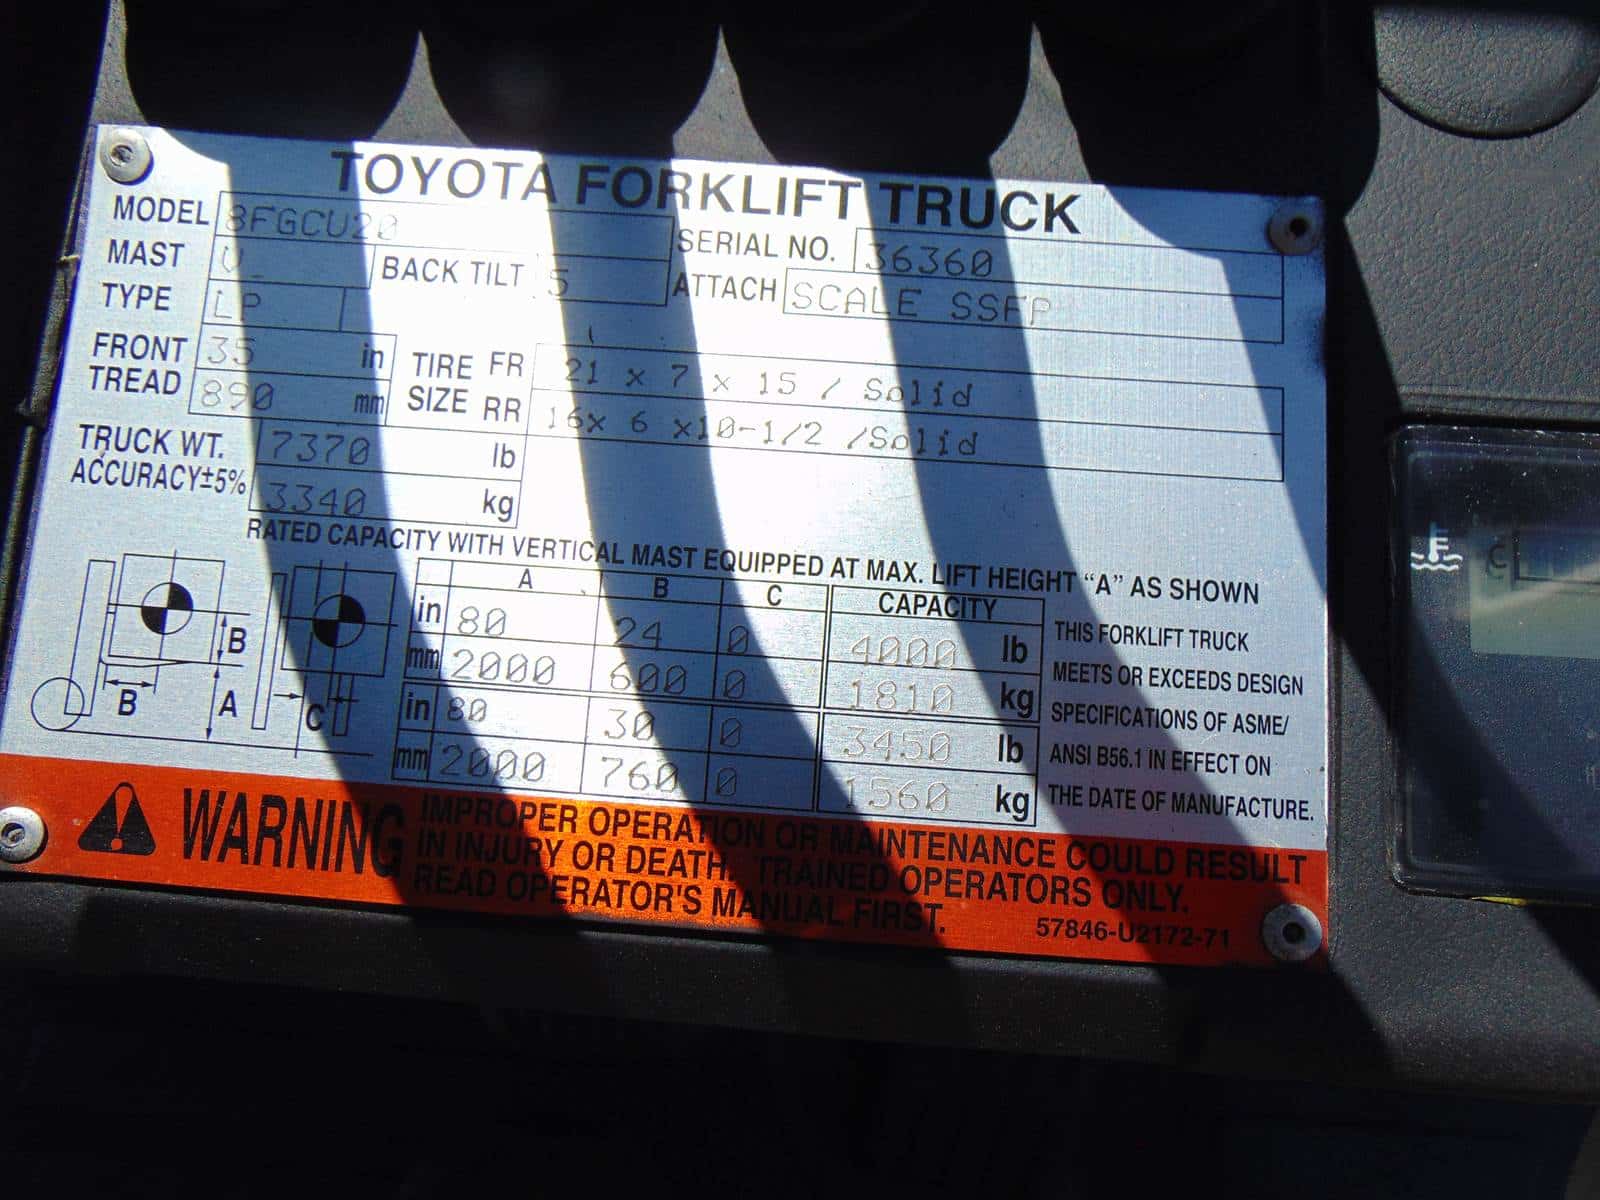 TOYOTA FORKLIFT TRUCK
MODEL 8FGCU20 SERIAL NO. 36360
MAST V_ BACK TILT 5 ATTACH SCALE SSFP
TYPE LP
FRONT TREAD 35 in 890 mm
TIRE SIZE FR 21 x 7 x 15 / Solid
RR 16x 6 x10-1/2 /Solid
TRUCK WT. 7370 lb
ACCURACY±5% 3340 kg
RATED CAPACITY WITH VERTICAL MAST EQUIPPED AT MAX. LIFT HEIGHT “A” AS SHOWN
A B C CAPACITY
in 80 24 0 4000 lb
mm 2000 600 0 1810 kg
in 80 30 0 3450 lb
mm 2000 760 0 1560 kg
B
B
A
C
THIS FORKLIFT TRUCK
MEETS OR EXCEEDS DESIGN
SPECIFICATIONS OF ASME/
ANSI B56.1 IN EFFECT ON
THE DATE OF MANUFACTURE.
WARNING
IMPROPER OPERATION OR MAINTENANCE COULD RESULT
IN INJURY OR DEATH. TRAINED OPERATORS ONLY.
READ OPERATOR'S MANUAL FIRST.
57846-U2172-71
C